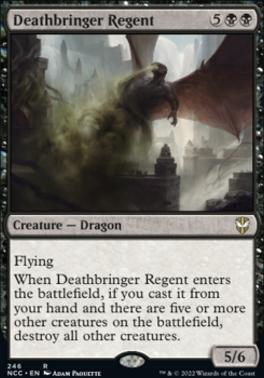 Deathbringer Regent 5
Creature — Dragon
Flying
When Deathbringer Regent enters
the battlefield, if you cast it from
your hand and there are five or more
other creatures on the battlefield,
destroy all other creatures.
5/6
246 R
NCC • EN Adam Paquette ™ & © 2022 Wizards of the Coast